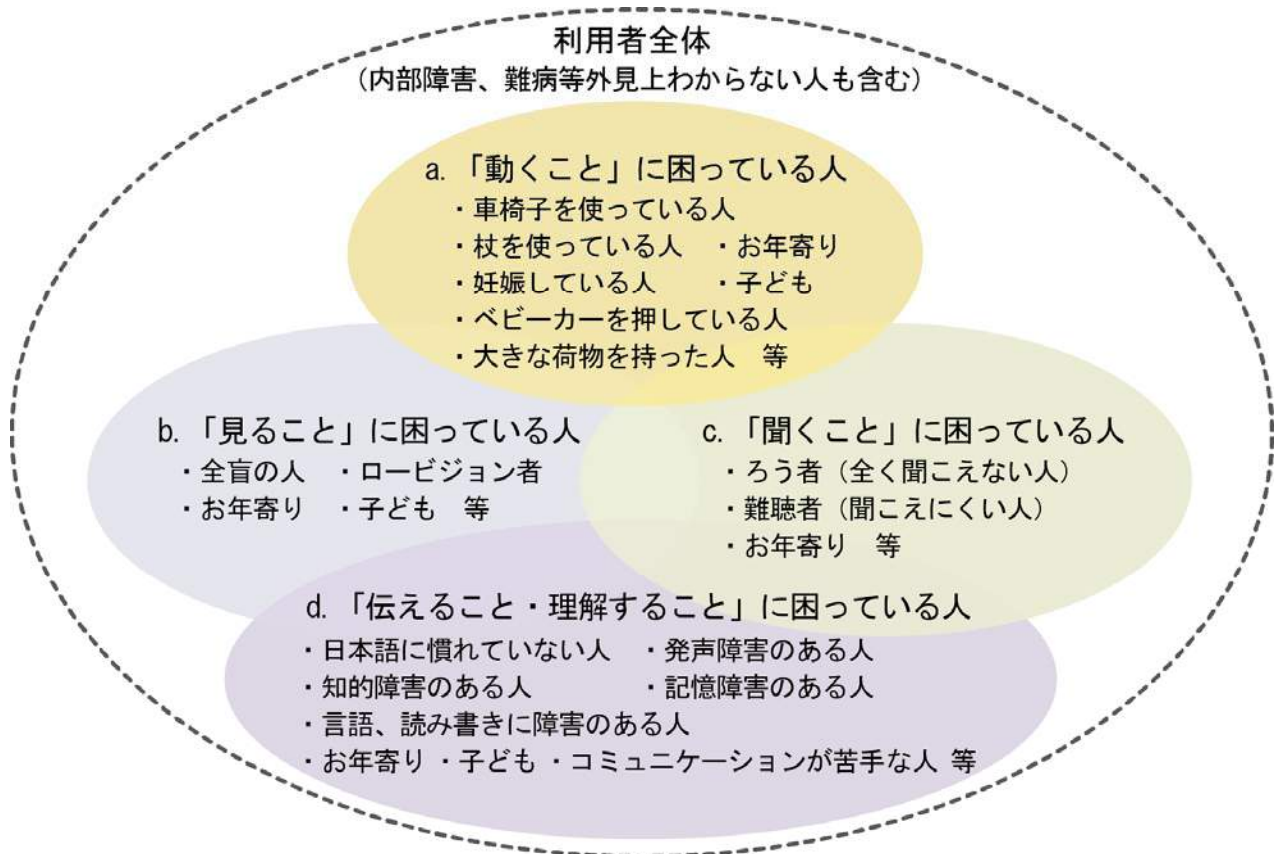 利用者全体
（内部障害、難病等外見上わからない人も含む）
a. 「動くこと」に困っている人
・車椅子を使っている人
・杖を使っている人　・お年寄り
・妊娠している人　　・子ども
・ベビーカーを押している人
・大きな荷物を持った人　等
b. 「見ること」に困っている人
・全盲の人　・ロービジョン者
・お年寄り　・子ども　等
c. 「聞くこと」に困っている人
・ろう者（全く聞こえない人）
・難聴者（聞こえにくい人）
・お年寄り　等
d. 「伝えること・理解すること」に困っている人
・日本語に慣れていない人　・発声障害のある人
・知的障害のある人　　　　・記憶障害のある人
・言語、読み書きに障害のある人
・お年寄り ・子ども ・コミュニケーションが苦手な人 等